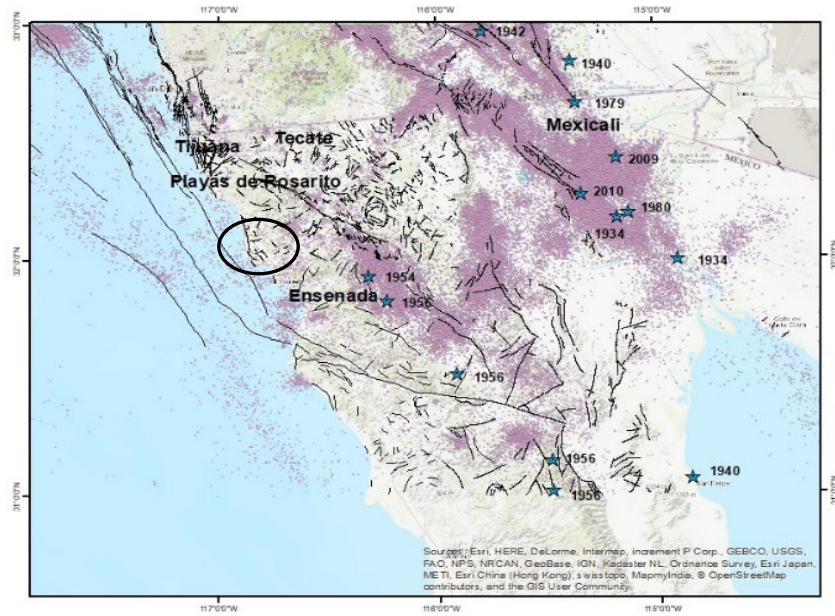 117°0'0"W
116°0'0"W
115°0'0"W
1942
1940
1979
Mexicali
Tijuana
Tecate
2009
MEXICO
Playas de Rosarito
2010
1980
1934
1934
1954
Ensenada
1956
1956
1956
1940
San Felipe
1956
Sources: Esri, HERE, DeLorme, Intermap, increment P Corp., GEBCO, USGS,
FAO, NPS, NRCAN, GeoBase, IGN, Kadaster NL, Ordnance Survey, Esri Japan,
METI, Esri China (Hong Kong), swisstopo, MapmyIndia, © OpenStreetMap
contributors, and the GIS User Community
117°0'0"W
116°0'0"W
115°0'0"W